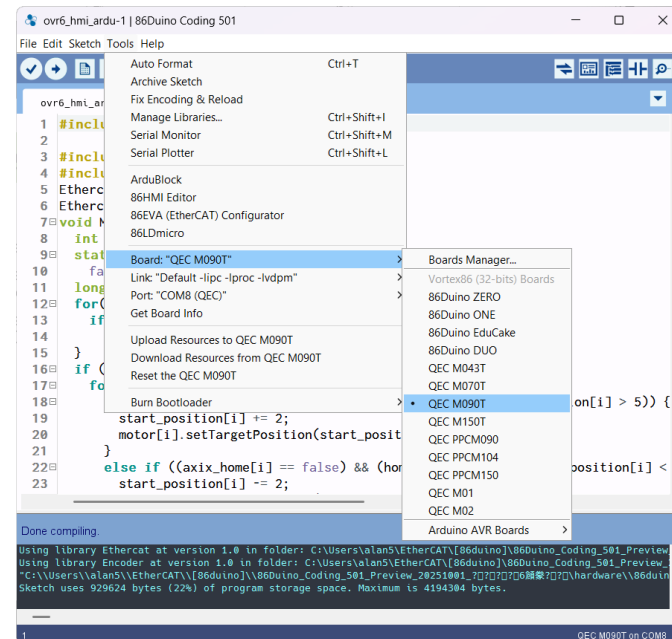 ovr6_hmi_ardu-1 | 86Duino Coding 501
File Edit Sketch Tools Help
ovr6_hmi_ar
Auto Format Ctrl+T
Archive Sketch
Fix Encoding & Reload
Manage Libraries... Ctrl+Shift+I
Serial Monitor Ctrl+Shift+M
Serial Plotter Ctrl+Shift+L
ArduBlock
86HMI Editor
86EVA (EtherCAT) Configurator
86LDmicro
Board: "QEC M090T"
Link: "Default -lipc -lproc -lvdpm"
Port: "COM8 (QEC)"
Get Board Info
Upload Resources to QEC M090T
Download Resources from QEC M090T
Reset the QEC M090T
Burn Bootloader
Boards Manager...
Vortex86 (32-bits) Boards
86Duino ZERO
86Duino ONE
86Duino EduCake
86Duino DUO
QEC M043T
QEC M070T
QEC M090T
QEC M150T
QEC PPCM090
QEC PPCM104
QEC PPCM150
QEC M01
QEC M02
Arduino AVR Boards
1 #inclu
2
3 #inclu
4 #inclu
5 Etherc
6 Etherc
7 void M
8 int
9 stat
10 fa
11 long
12 for(
13 if
14
15 }
16 if (
17 fo
18 on[i] > 5)) {
19 start_position[i] += 2;
20 motor[i].setTargetPosition(start_posit
21 }
22 else if ((axix_home[i] == false) && (hor position[i] <
23 start_position[i] -= 2;
Done compiling.
Using library Ethercat at version 1.0 in folder: C:\Users\alan5\EtherCAT\[86duino]\86Duino_Coding_501_Preview_
Using library Encoder at version 1.0 in folder: C:\Users\alan5\EtherCAT\[86duino]\86Duino_Coding_501_Preview_
"C:\\Users\\alan5\\EtherCAT\\[86duino]\\86Duino_Coding_501_Preview_20251001_
\hardware\\86duin
Sketch uses 929624 bytes (22%) of program storage space. Maximum is 4194304 bytes.
1 QEC M090T on COM8